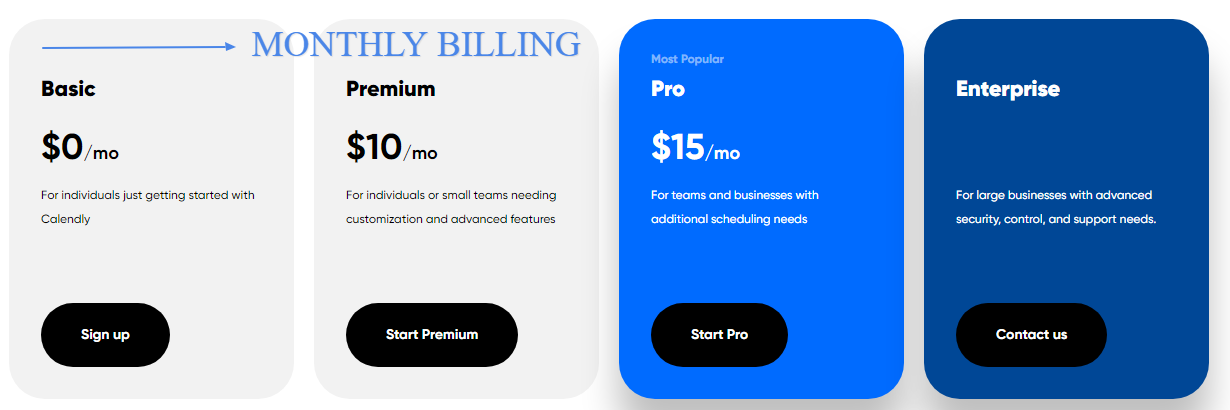 MONTHLY BILLING
Basic
$0/mo
For individuals just getting started with
Calendly
Sign up
Premium
$10/mo
For individuals or small teams needing
customization and advanced features
Start Premium
Most Popular
Pro
$15/mo
For teams and businesses with
additional scheduling needs
Start Pro
Enterprise
For large businesses with advanced
security, control, and support needs.
Contact us